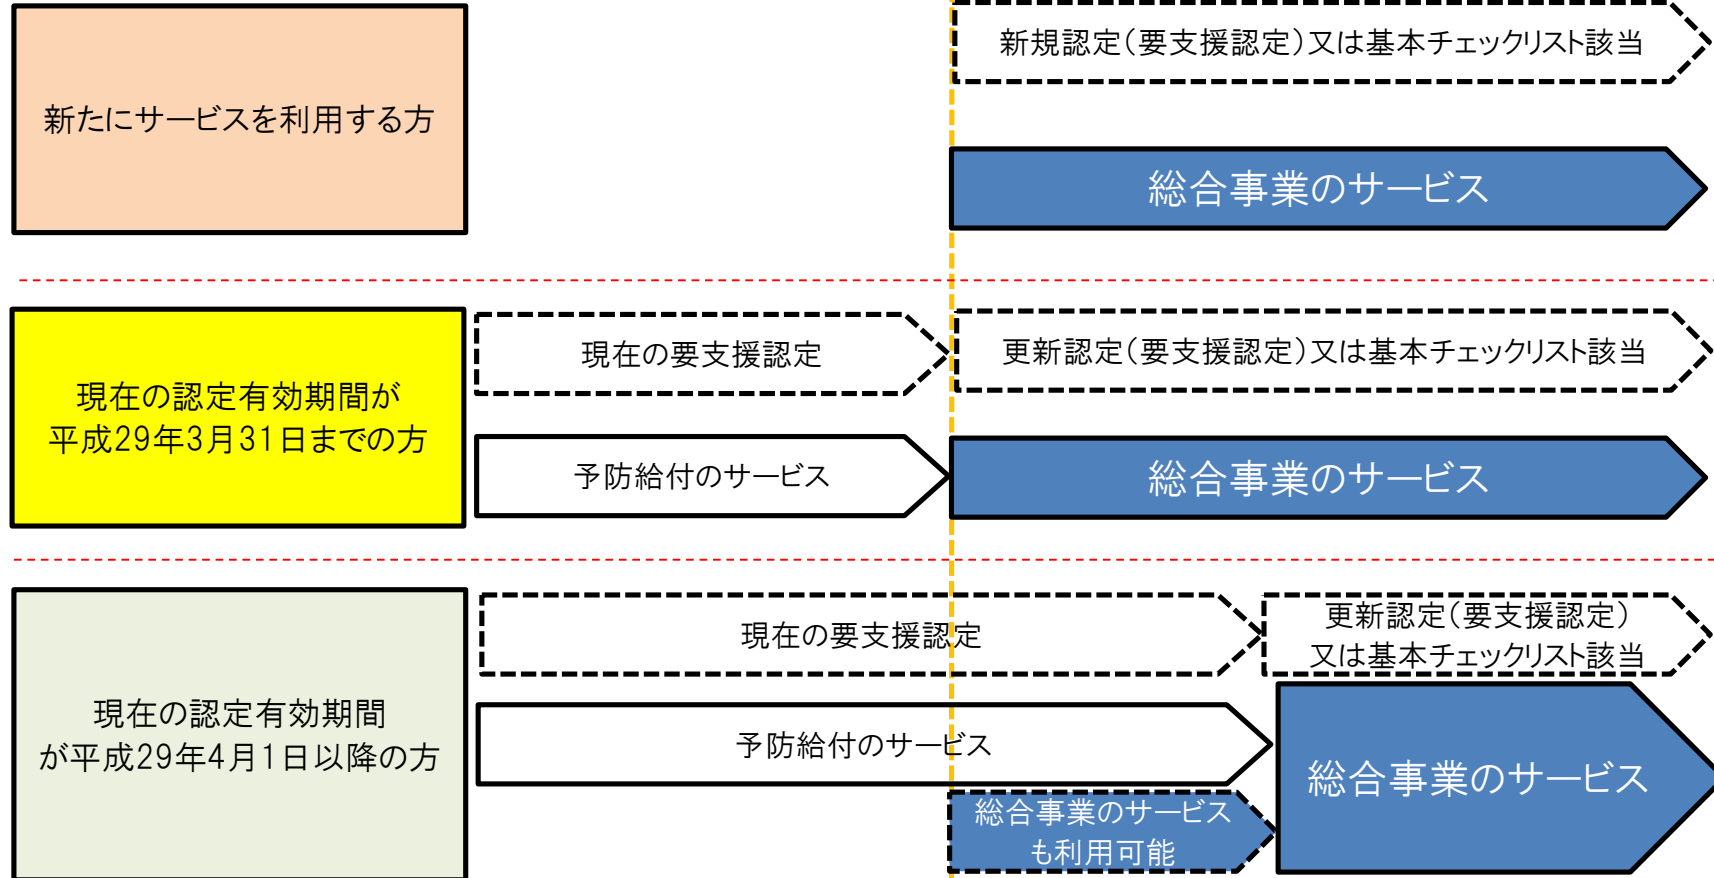 新たにサービスを利用する方
新規認定(要支援認定)又は基本チェックリスト該当
総合事業のサービス
現在の認定有効期間が
平成29年3月31日までの方
現在の要支援認定
更新認定(要支援認定)又は基本チェックリスト該当
予防給付のサービス
総合事業のサービス
現在の認定有効期間
が平成29年4月1日以降の方
現在の要支援認定
更新認定(要支援認定)
又は基本チェックリスト該当
予防給付のサービス
総合事業のサービス
も利用可能
総合事業のサービス